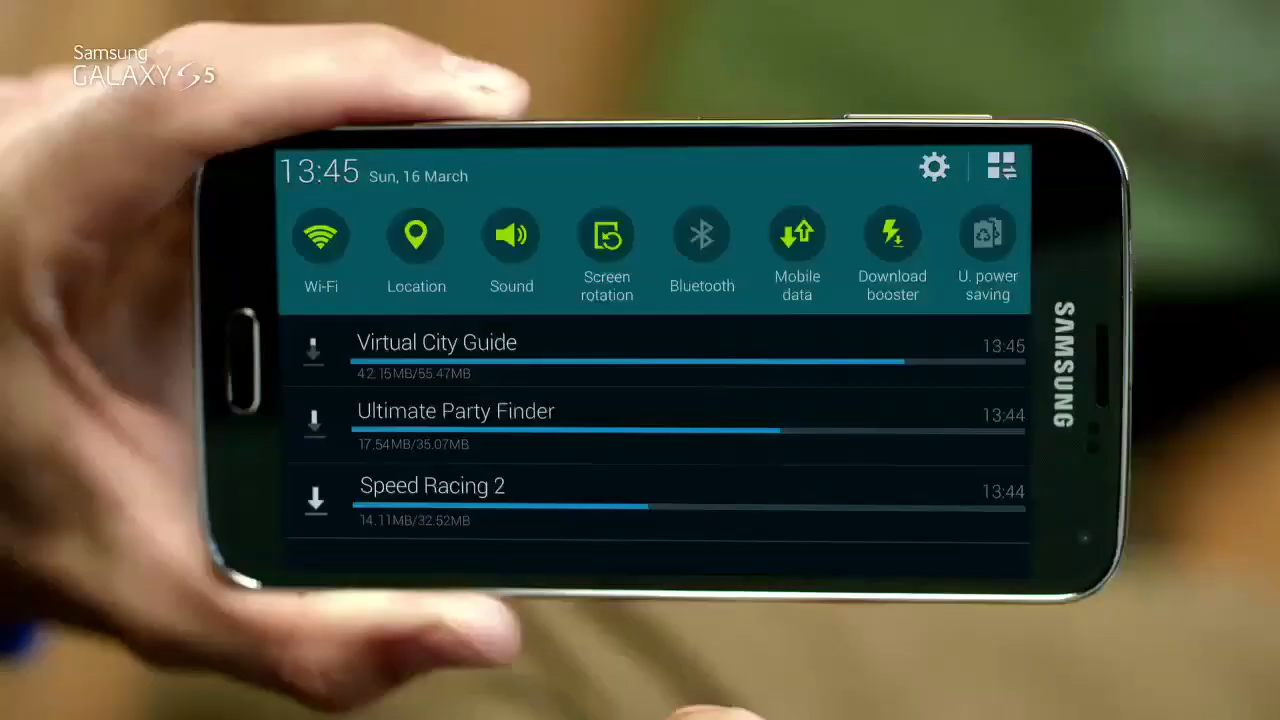 Samsung
GALAXY S5
13:45 Sun, 16 March
Wi-Fi
Location
Sound
Screen
rotation
Bluetooth
Mobile
data
Download
booster
U. power
saving
Virtual City Guide
13:45
42.15MB/55.47MB
Ultimate Party Finder
13:44
17.54MB/35.07MB
Speed Racing 2
13:44
14.11MB/32.52MB
SAMSUNG